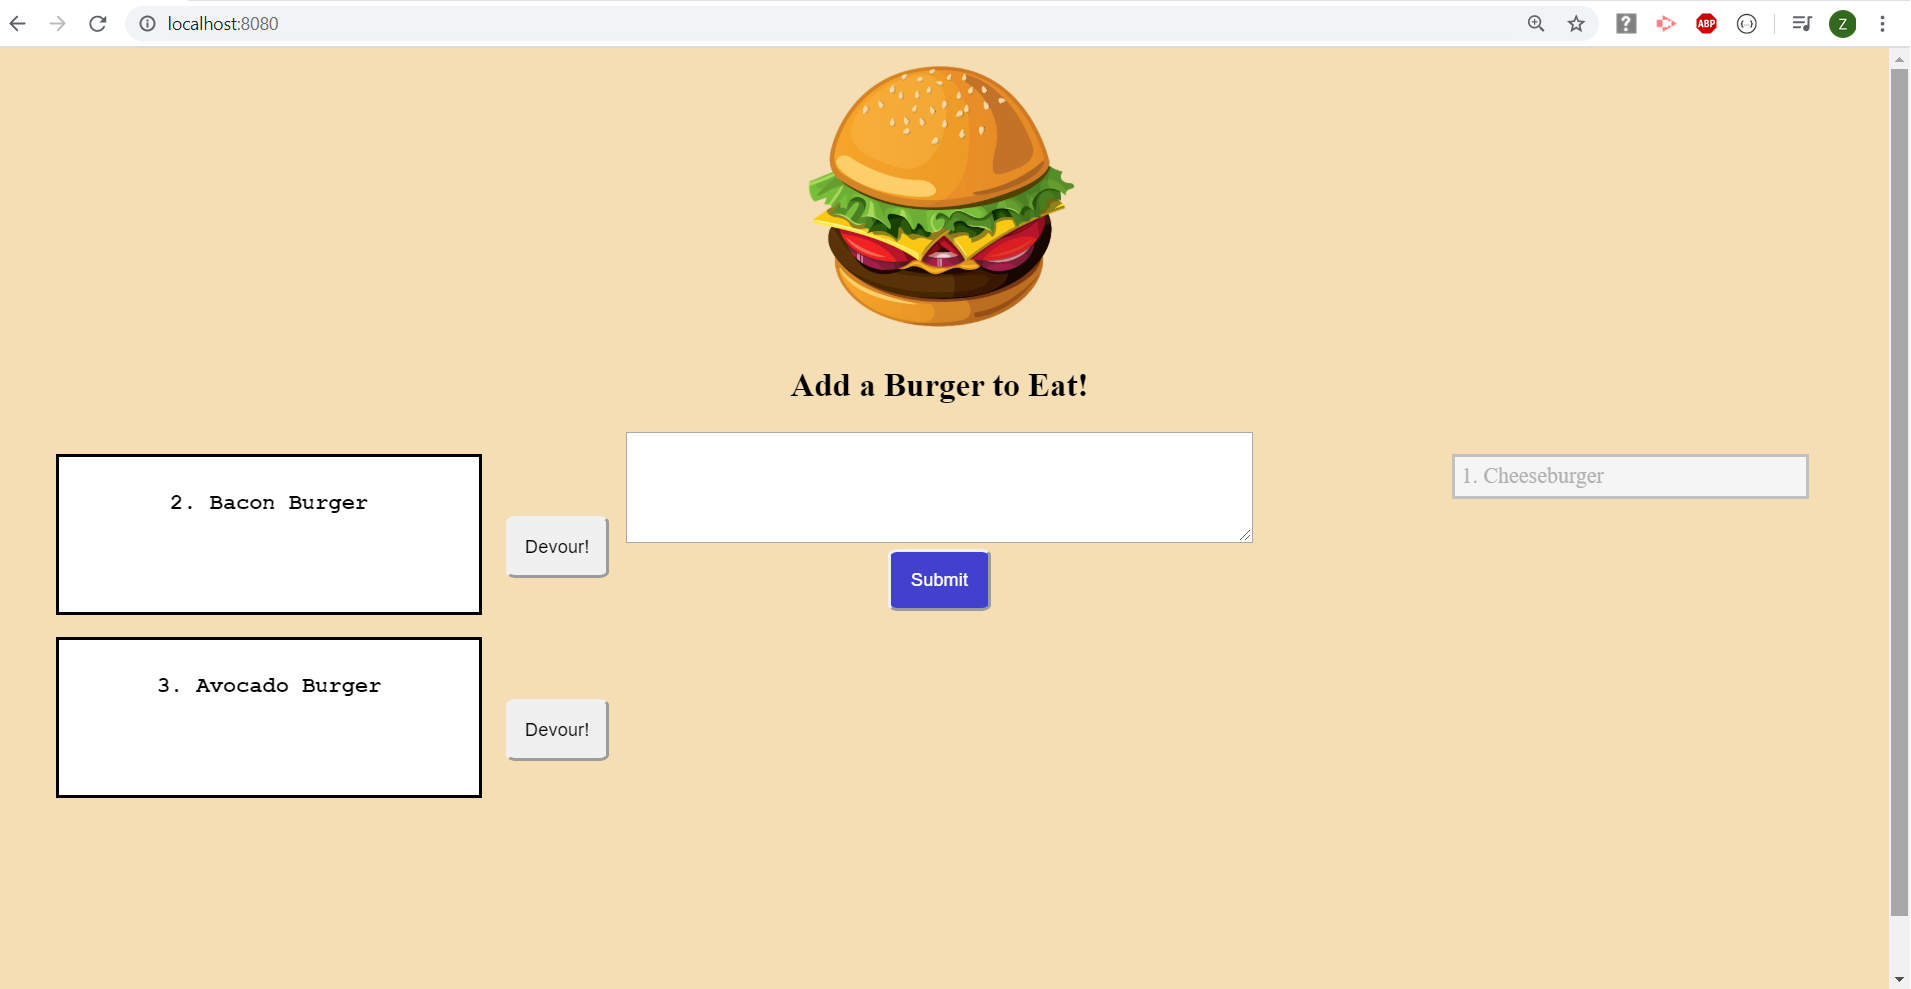 localhost:8080
ABP
Z
Add a Burger to Eat!
2. Bacon Burger
Devour!
Submit
1. Cheeseburger
3. Avocado Burger
Devour!